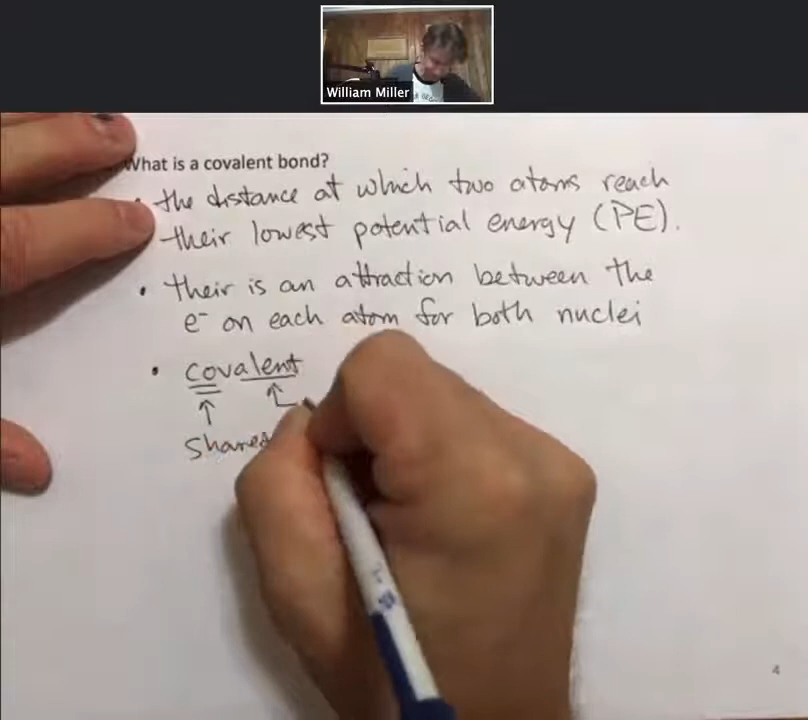 William Miller
What is a covalent bond?
• the distance at which two atoms reach
their lowest potential energy (PE).
• their is an attraction between the
e⁻ on each atom for both nuclei
• covalent
Shared
4